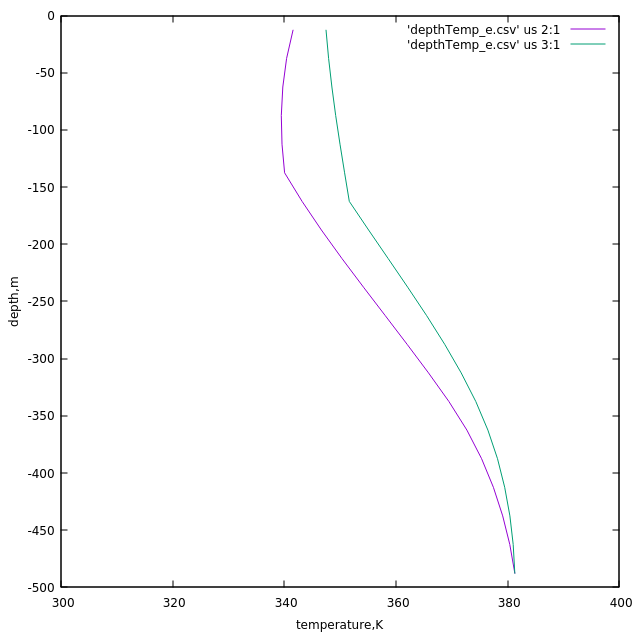 'depthTemp_e.csv' us 2:1
'depthTemp_e.csv' us 3:1
0
-50
-100
-150
-200
-250
-300
-350
-400
-450
-500
depth,m
300 320 340 360 380 400
temperature,K